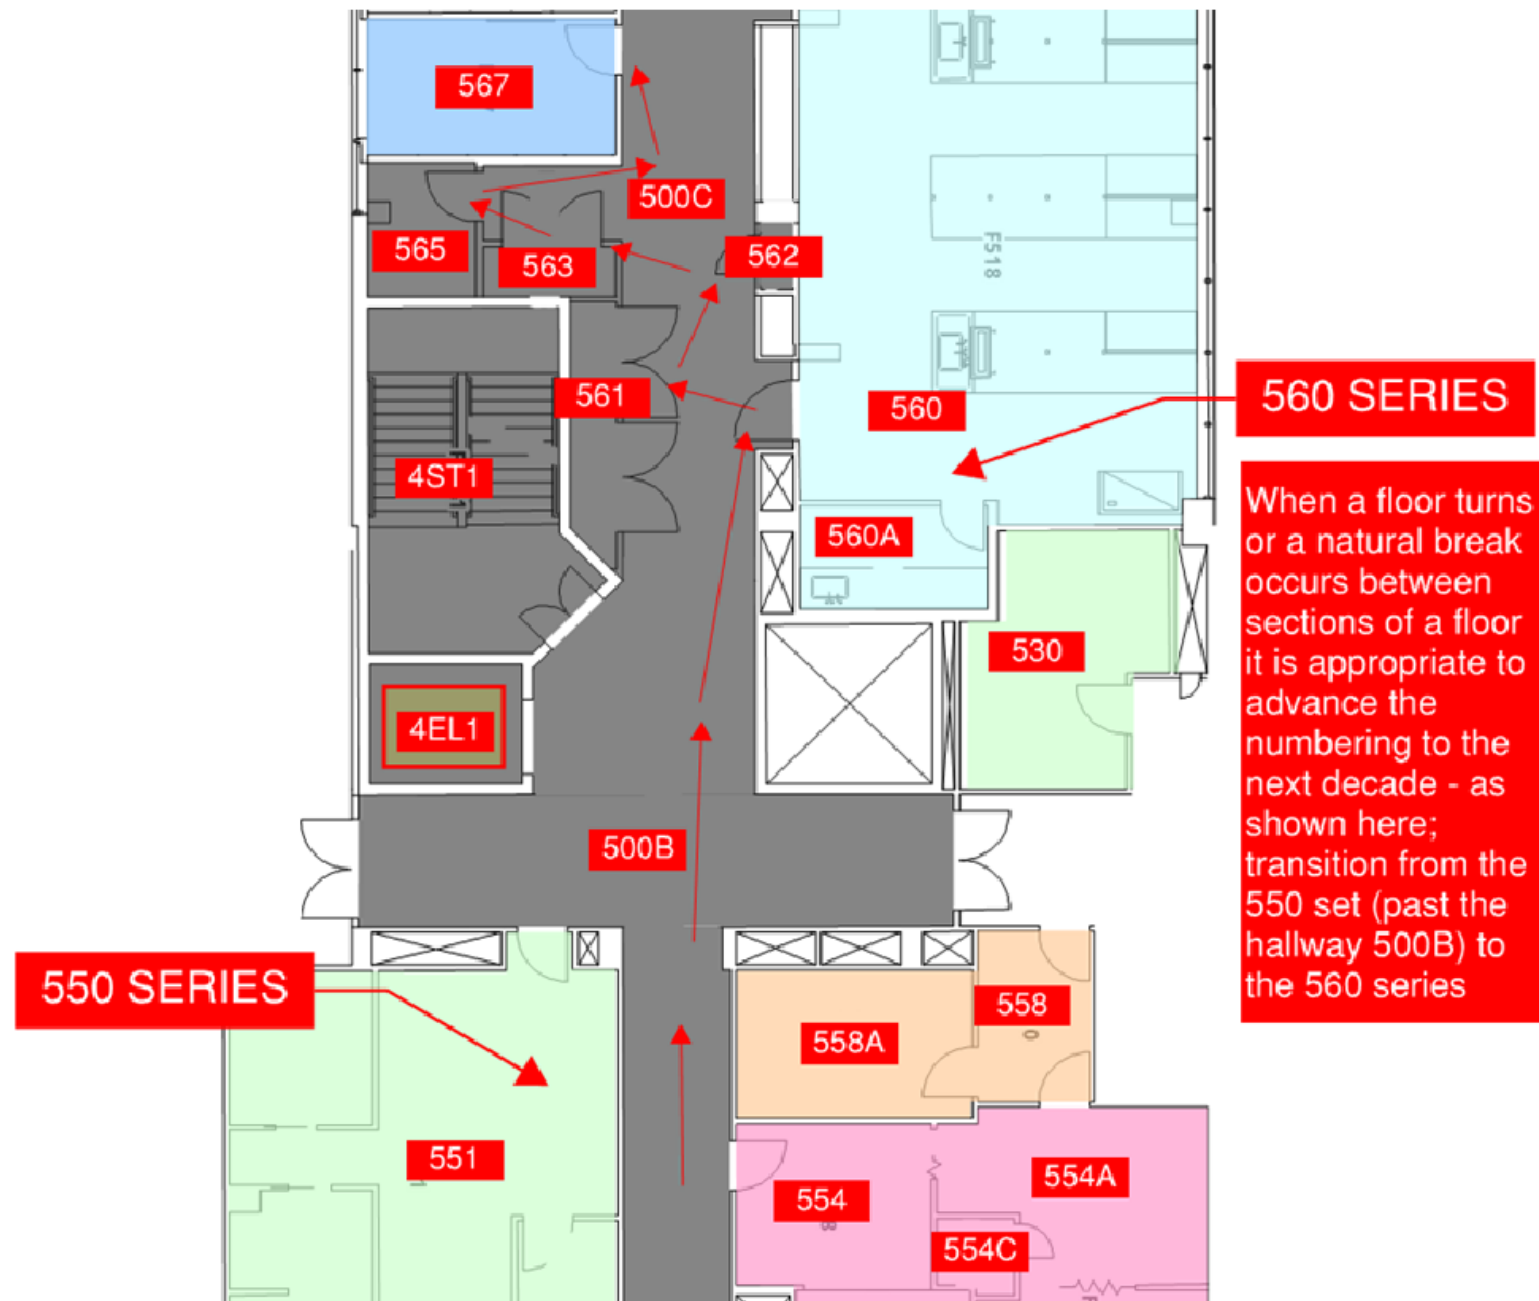 567
500C
565
563
562
561
560
560 SERIES
4ST1
560A
When a floor turns
or a natural break
occurs between
sections of a floor
it is appropriate to
advance the
numbering to the
next decade - as
shown here;
transition from the
550 set (past the
hallway 500B) to
the 560 series
F518
530
4EL1
500B
550 SERIES
558
558A
551
554
554A
554C